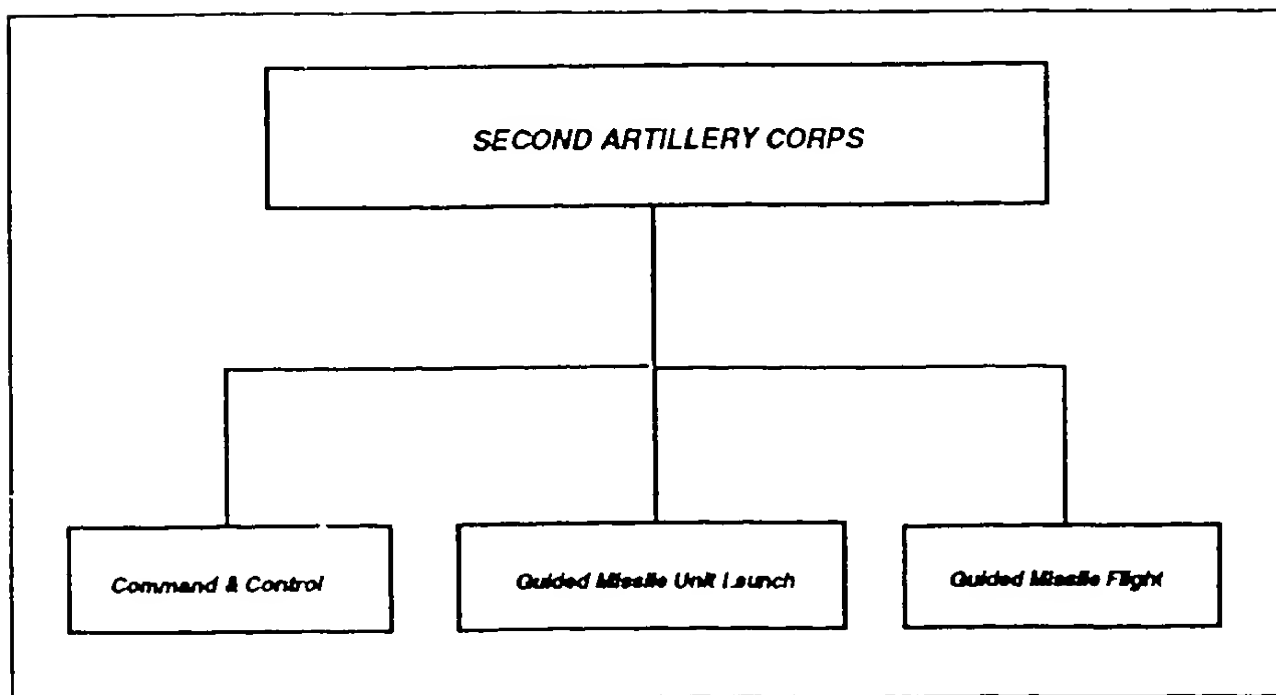 SECOND ARTILLERY CORPS
Command & Control
Guided Missile Unit Launch
Guided Missile Flight